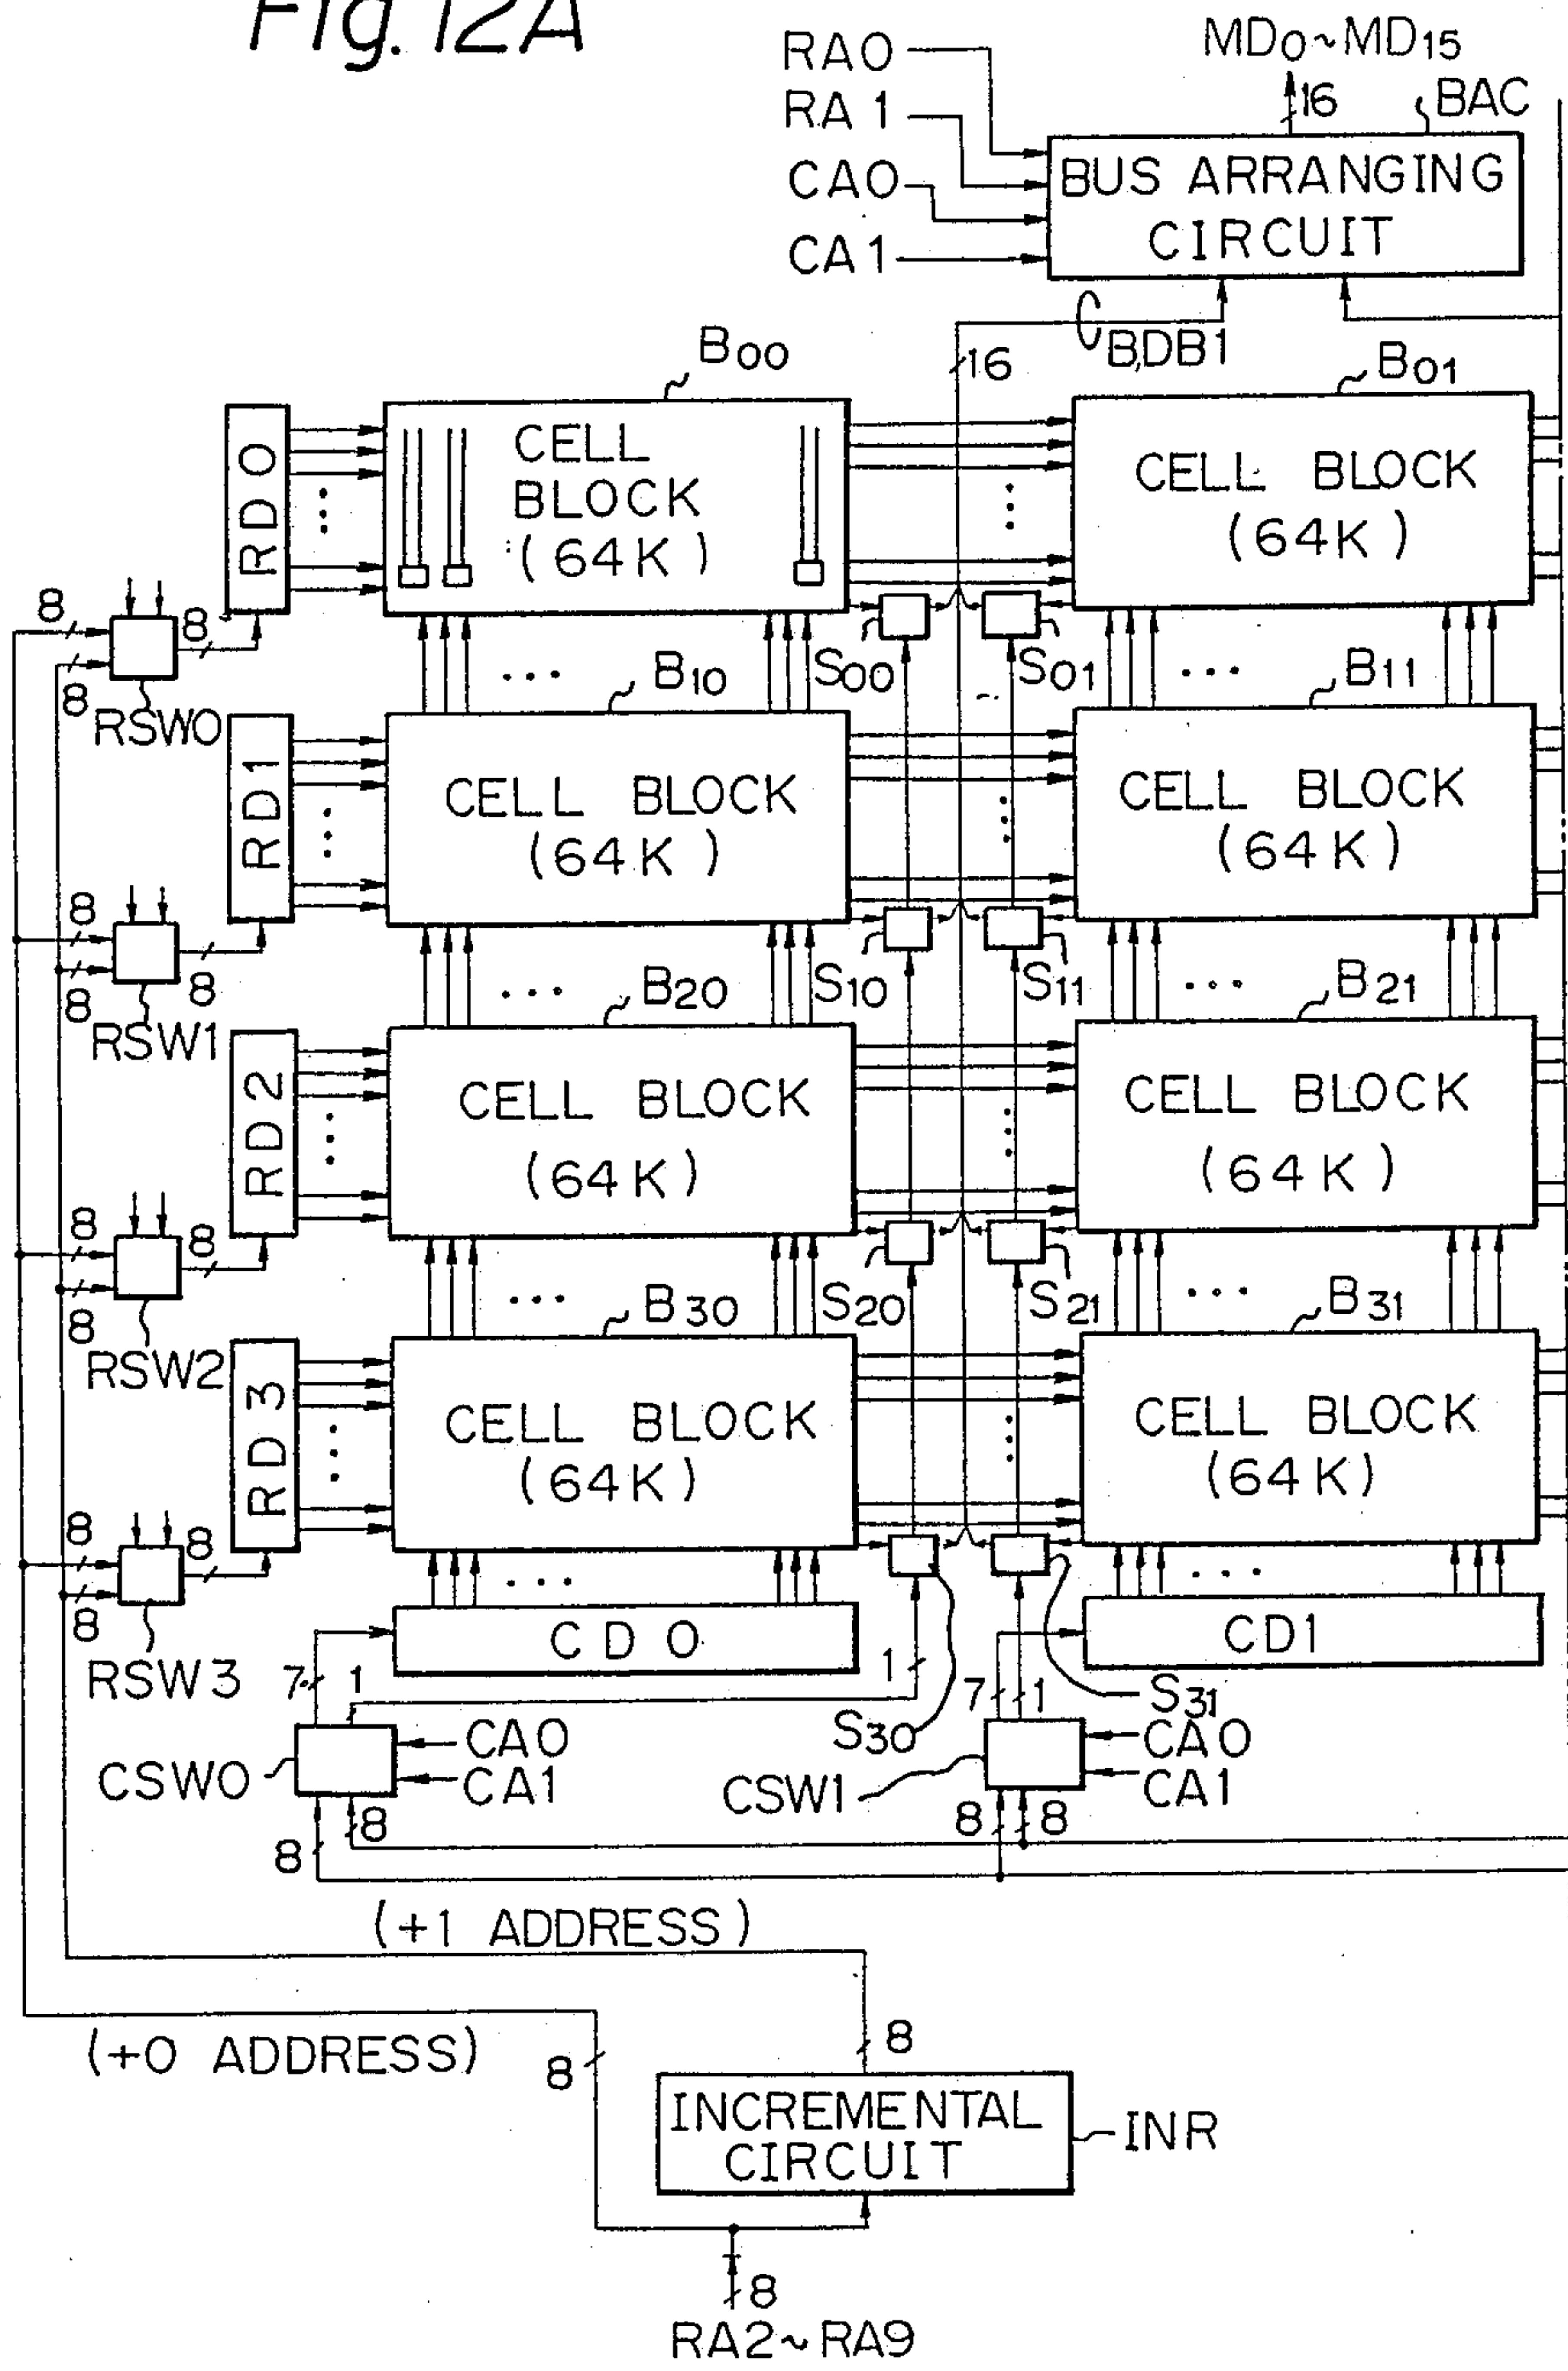 Fig. 12A
RA0
RA1
CA0
CA1
MD0~MD15
16
BAC
BUS ARRANGING
CIRCUIT
BDB1
16
B00
B01
RD0
CELL
BLOCK
(64K)
CELL BLOCK
(64K)
8
8
8
RSW0
S00
S01
B10
B11
RD1
CELL BLOCK
(64K)
CELL BLOCK
(64K)
8
8
8
RSW1
S10
S11
B20
B21
RD2
CELL BLOCK
(64K)
CELL BLOCK
(64K)
8
8
8
RSW2
S20
S21
B30
B31
RD3
CELL BLOCK
(64K)
CELL BLOCK
(64K)
8
8
8
RSW3
CD0
CD1
7
1
1
7
1
S30
S31
CSW0
CA0
CA1
CSW1
CA0
CA1
8
8
8
8
(+1 ADDRESS)
(+0 ADDRESS)
8
8
INCREMENTAL
CIRCUIT
INR
8
RA2~RA9